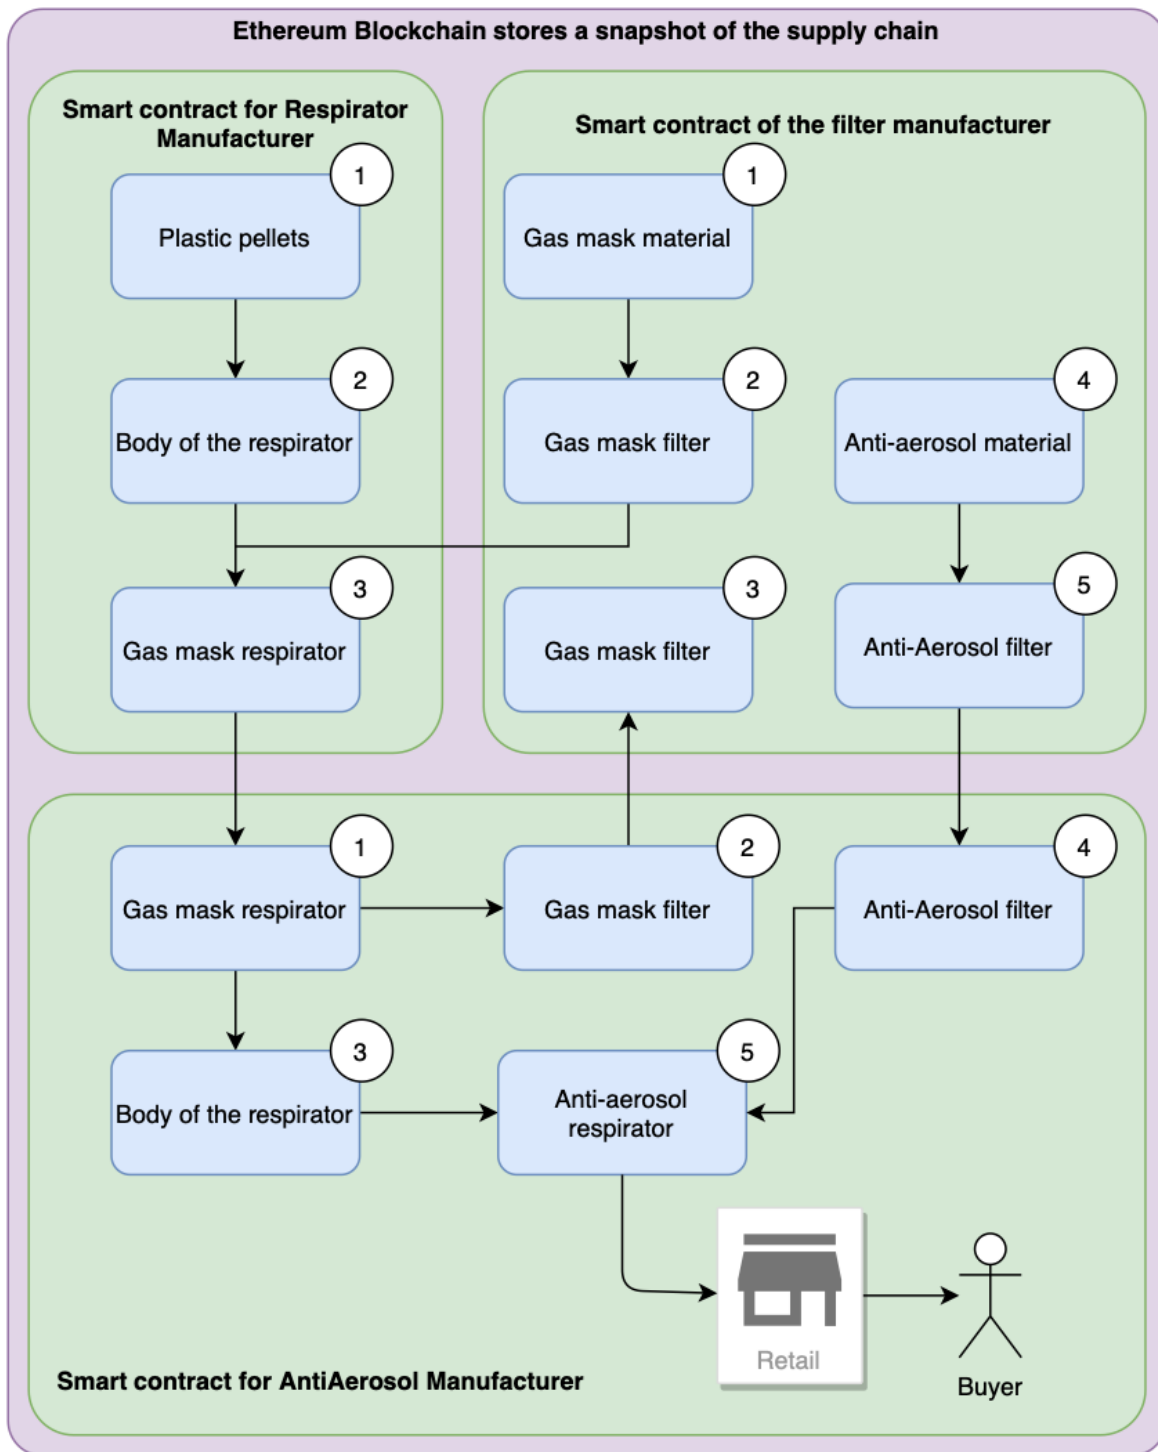 Ethereum Blockchain stores a snapshot of the supply chain
Smart contract for Respirator
Manufacturer
1
Plastic pellets
2
Body of the respirator
3
Gas mask respirator
Smart contract of the filter manufacturer
1
Gas mask material
2
Gas mask filter
4
Anti-aerosol material
3
Gas mask filter
5
Anti-Aerosol filter
1
Gas mask respirator
2
Gas mask filter
4
Anti-Aerosol filter
3
Body of the respirator
5
Anti-aerosol
respirator
Retail
Buyer
Smart contract for AntiAerosol Manufacturer